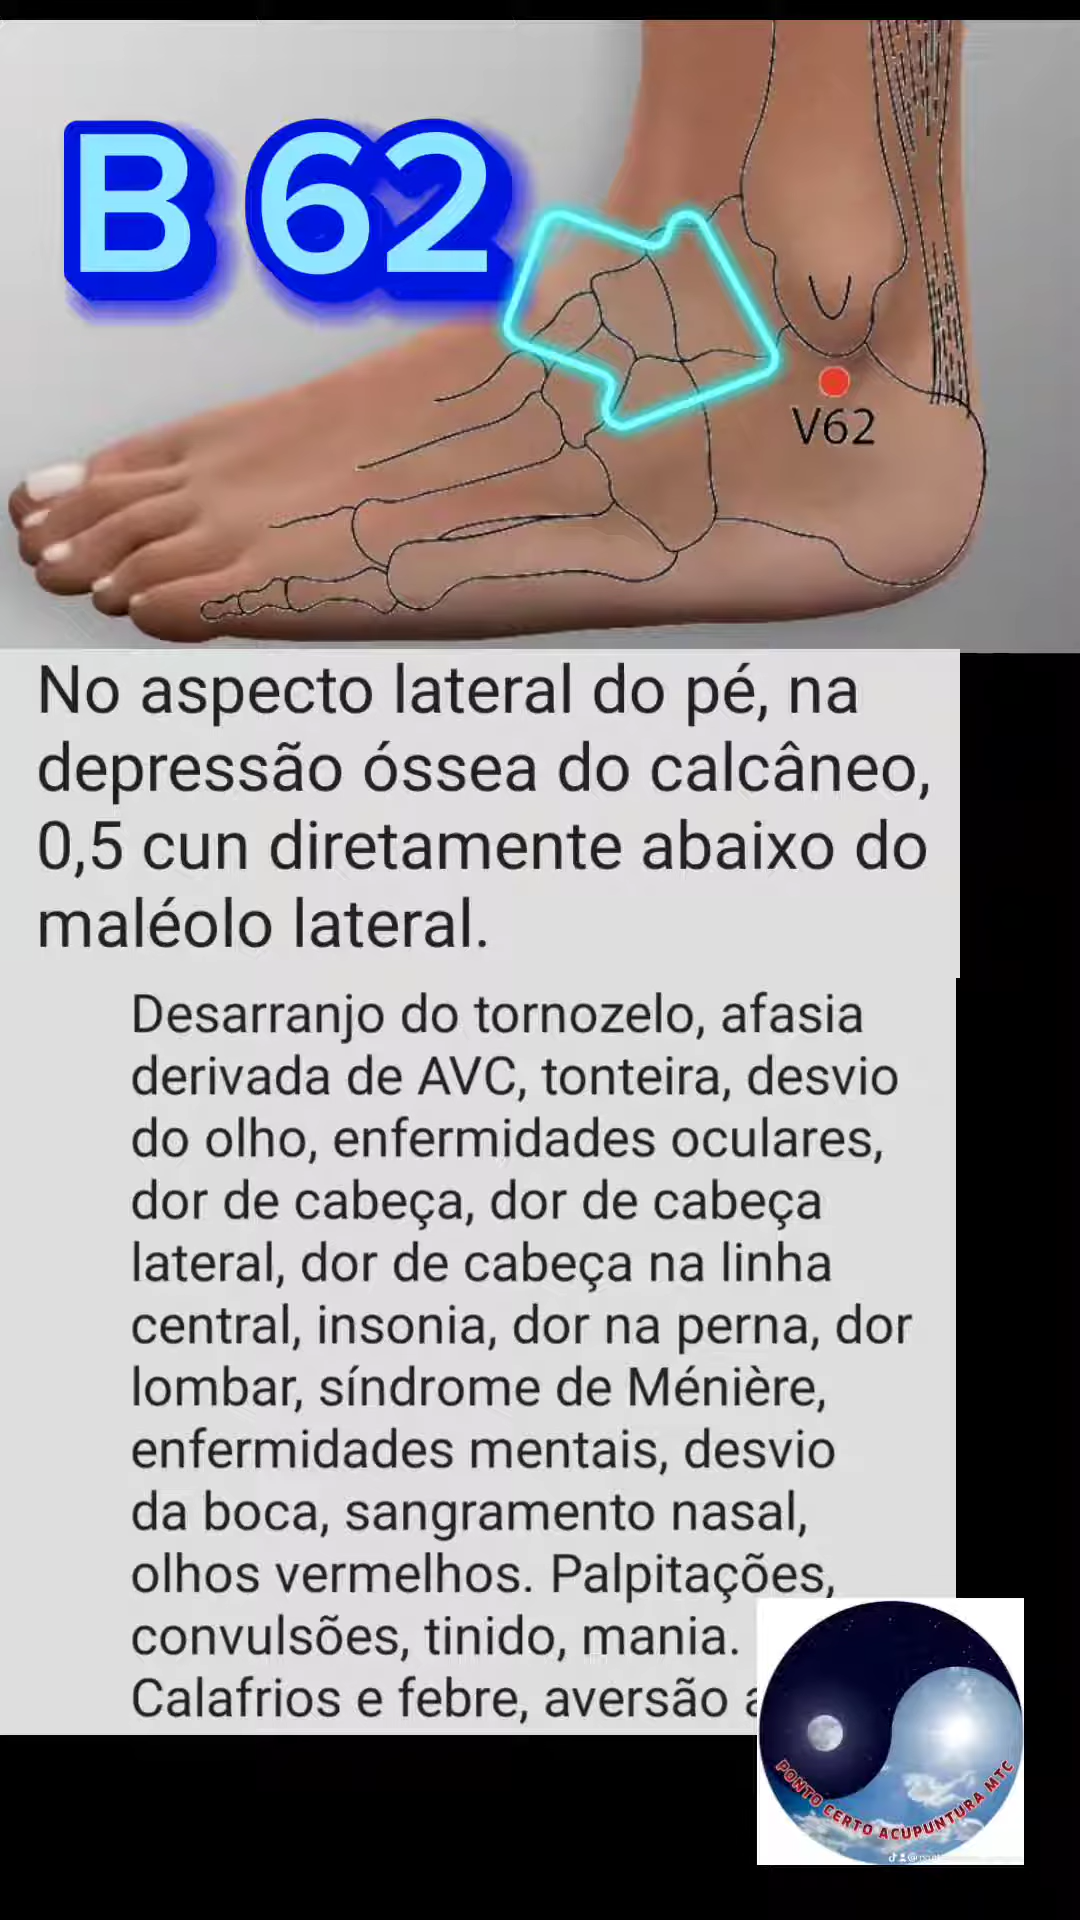 B 62
V62
No aspecto lateral do pé, na
depressão óssea do calcâneo,
0,5 cun diretamente abaixo do
maléolo lateral.
Desarranjo do tornozelo, afasia
derivada de AVC, tonteira, desvio
do olho, enfermidades oculares,
dor de cabeça, dor de cabeça
lateral, dor de cabeça na linha
central, insonia, dor na perna, dor
lombar, síndrome de Ménière,
enfermidades mentais, desvio
da boca, sangramento nasal,
olhos vermelhos. Palpitações,
convulsões, tinido, mania.
Calafrios e febre, aversão
PONTO CERTO ACUPUNTURA MTC